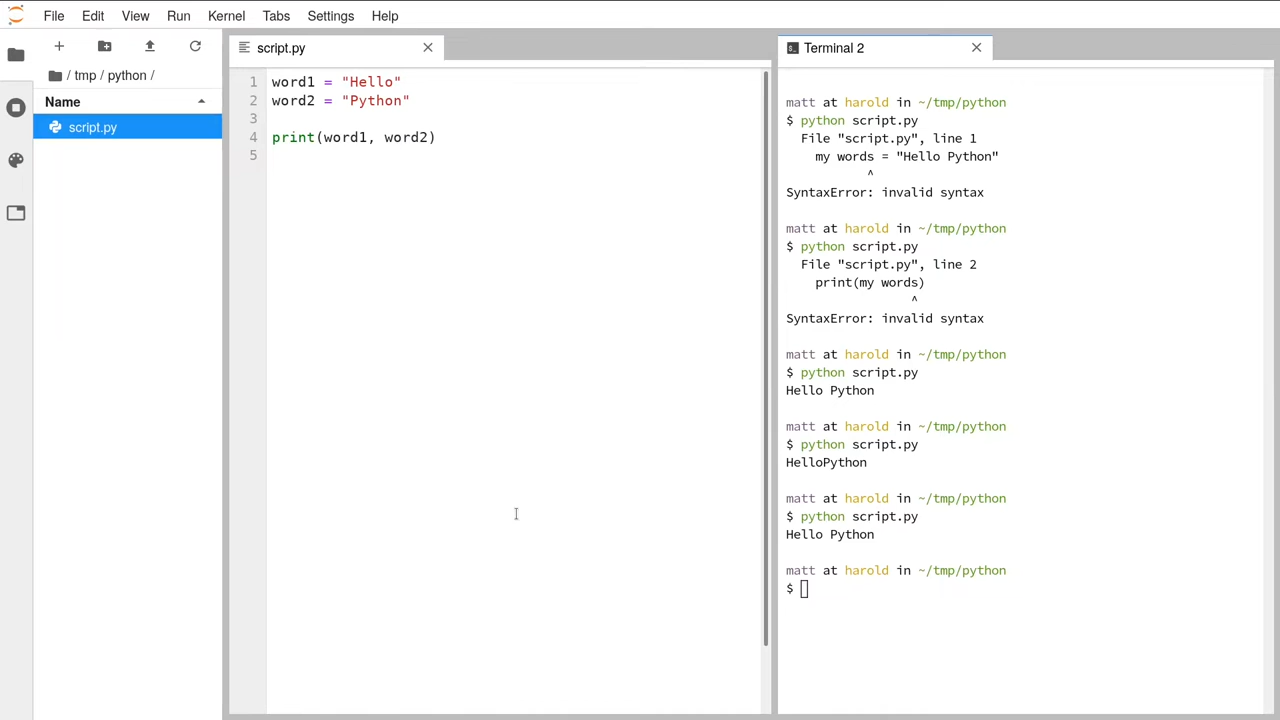 File Edit View Run Kernel Tabs Settings Help
/ tmp / python /
Name
script.py
script.py
1 word1 = "Hello"
2 word2 = "Python"
3
4 print(word1, word2)
5
Terminal 2
matt at harold in ~/tmp/python
$ python script.py
File "script.py", line 1
my words = "Hello Python"
^
SyntaxError: invalid syntax
matt at harold in ~/tmp/python
$ python script.py
File "script.py", line 2
print(my words)
^
SyntaxError: invalid syntax
matt at harold in ~/tmp/python
$ python script.py
Hello Python
matt at harold in ~/tmp/python
$ python script.py
HelloPython
matt at harold in ~/tmp/python
$ python script.py
Hello Python
matt at harold in ~/tmp/python
$